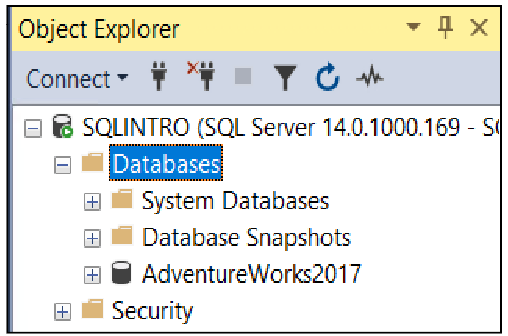 Object Explorer
Connect
SQLINTRO (SQL Server 14.0.1000.169 - S
Databases
System Databases
Database Snapshots
AdventureWorks2017
Security